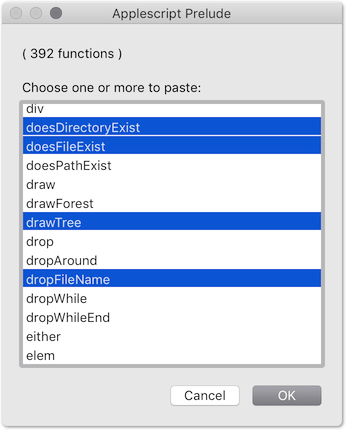 Applescript Prelude
( 392 functions )
Choose one or more to paste:
div
doesDirectoryExist
doesFileExist
doesPathExist
draw
drawForest
drawTree
drop
dropAround
dropFileName
dropWhile
dropWhileEnd
either
elem
Cancel OK